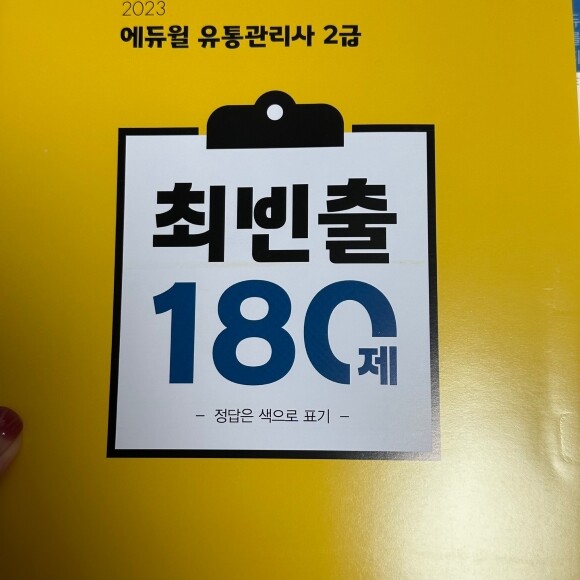 2023
에듀윌 유통관리사 2급
최빈출
180제
- 정답은 색으로 표기 -